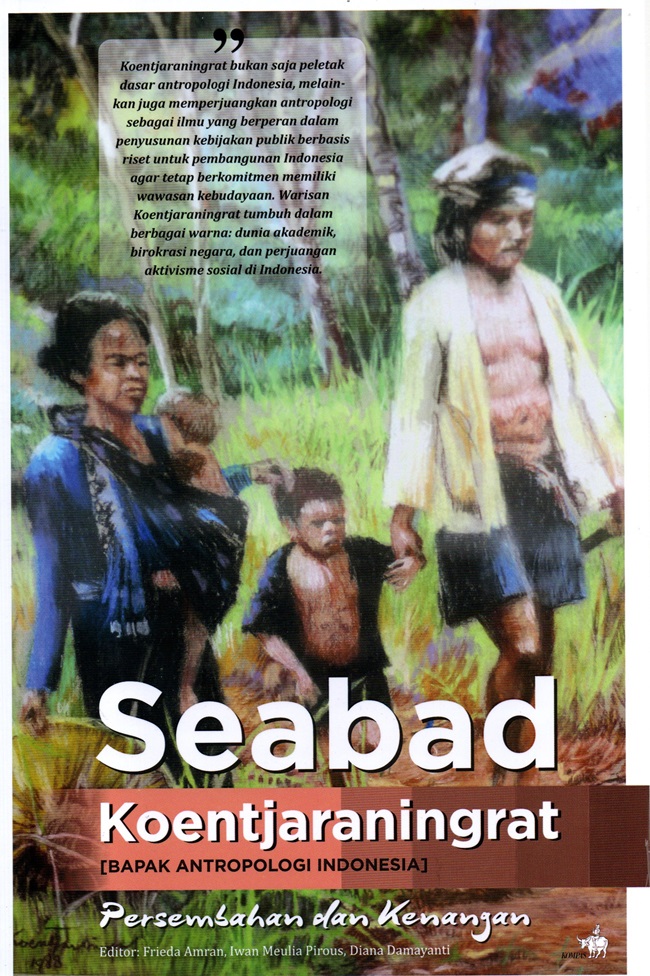 ”
Koentjaraningrat bukan saja peletak
dasar antropologi Indonesia, melain-
kan juga memperjuangkan antropologi
sebagai ilmu yang berperan dalam
penyusunan kebijakan publik berbasis
riset untuk pembangunan Indonesia
agar tetap berkomitmen memiliki
wawasan kebudayaan. Warisan
Koentjaraningrat tumbuh dalam
berbagai warna: dunia akademik,
birokrasi negara, dan perjuangan
aktivisme sosial di Indonesia.
Seabad
Koentjaraningrat
[BAPAK ANTROPOLOGI INDONESIA]
Persembahan dan Kenangan
Editor: Frieda Amran, Iwan Meulia Pirous, Diana Damayanti
KOMPAS